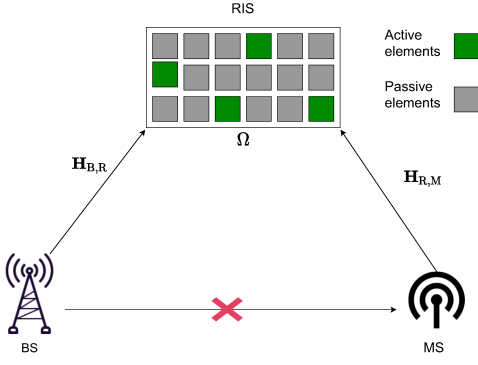 RIS
Active
elements
Passive
elements
Ω
H_{B,R}
H_{R,M}
BS
MS